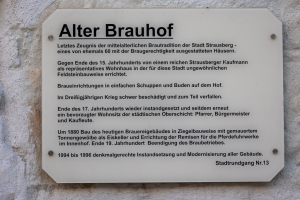 Alter Brauhof
Letztes Zeugnis der mittelalterlichen Brautradition der Stadt Strausberg -
eines von ehemals 60 mit der Braugerechtigkeit ausgestatteten Häusern.
Gegen Ende des 15. Jahrhunderts von einem reichen Strausberger Kaufmann
als repräsentatives Wohnhaus in der für diese Stadt ungewöhnlichen
Feldsteinbauweise errichtet.
Braueinrichtungen in einfachen Schuppen und Buden auf dem Hof.
Im Dreißigjährigen Krieg schwer beschädigt und zum Teil verfallen.
Ende des 17. Jahrhunderts wieder instandgesetzt und seitdem erneut
ein bevorzugter Wohnsitz der städtischen Oberschicht: Pfarrer, Bürgermeister
und Kaufleute.
Um 1880 Bau des heutigen Brauereigebäudes in Ziegelbauweise mit gemauertem
Tonnengewölbe als Eiskeller und Errichtung der Remisen für die Pferdefuhrwerke
im Innenhof. Ende 19. Jahrhundert Beendigung des Braubetriebes.
1994 bis 1996 denkmalgerechte Instandsetzung und Modernisierung aller Gebäude.
Stadtrundgang Nr.13